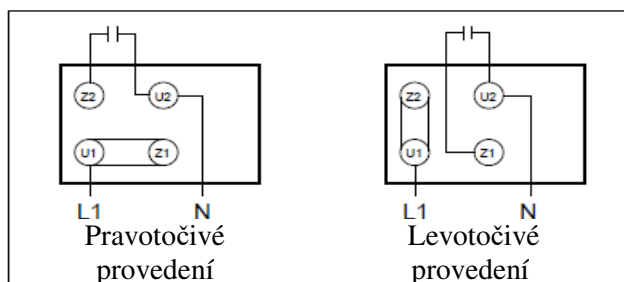 Z2 U2 Z2 U2
U1 Z1 U1 Z1
L1 N L1 N
Pravotočivé Levotočivé
provedení provedení